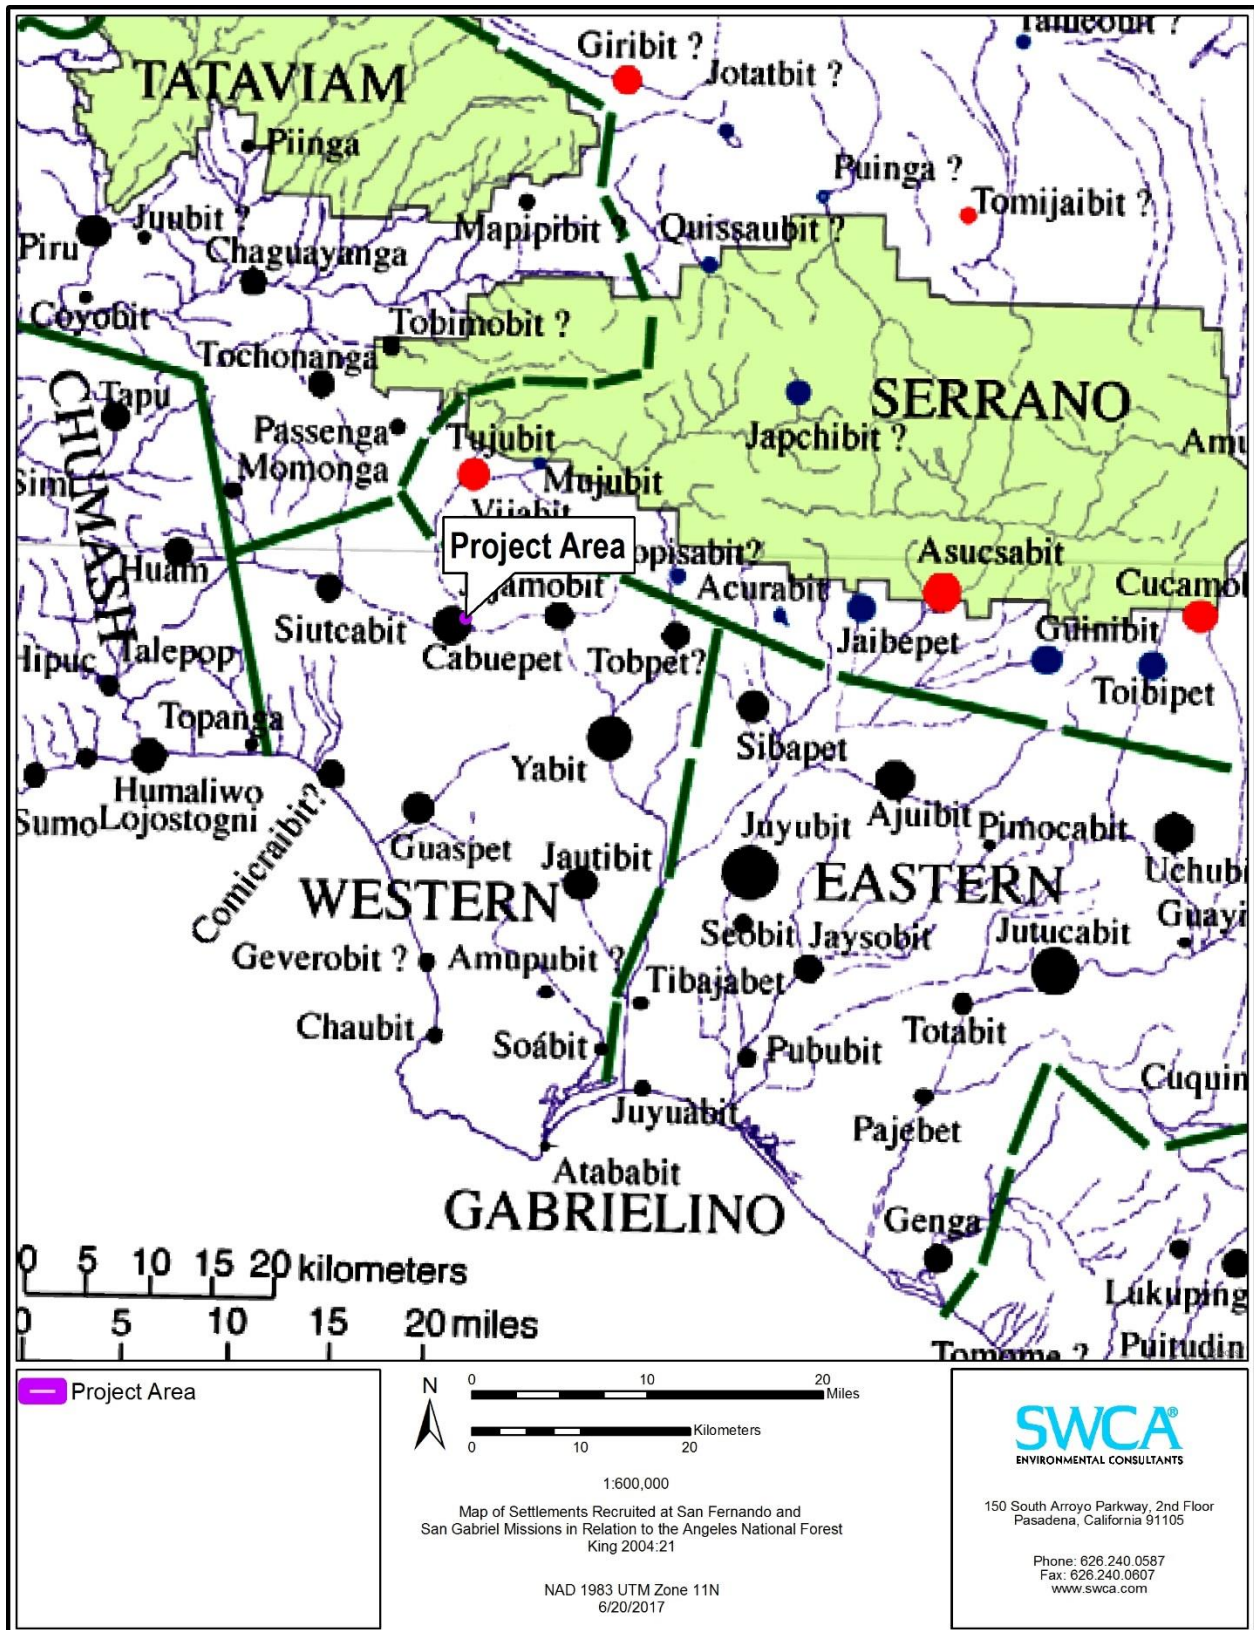 Giribit ?
Jotatbit ?
TATAVIAM
Piinga
Puinga ?
Tomijaibit ?
Juubit ?
Mapipibit ?
Quissaubit ?
Piru
Chaguayanga
Coyobit
Tobimobit ?
Tochonanga
CHUMASH
Tapu
SERRANO
Passenga
Tujubit
Japchibit ?
Momonga
Mujubit
Vijabit
Project Area
Huam
Asucsabit
Acurabit
Siutcabit
Cabuepet
Tobpet?
Jaibepet
Guinibit
Talepop
Toibipet
Topanga
Yabit
Sibapet
Humaliwo
Sumo
Lojostogni
Comicraibit?
Guaspet
Jautibit
Juyubit
Ajuibit
Pimocabit
WESTERN
EASTERN
Seobit
Jaysobit
Jutucabit
Geverobit ?
Amupubit ?
Tibajabet
Chaubit
Soábit
Pububit
Totabit
Juyuabit
Pajebet
Atababit
GABRIELINO
Genga
0 5 10 15 20 kilometers
0 5 10 15 20 miles
Project Area
N
0 10 20
Miles
Kilometers
0 10 20
1:600,000
Map of Settlements Recruited at San Fernando and
San Gabriel Missions in Relation to the Angeles National Forest
King 2004:21
NAD 1983 UTM Zone 11N
6/20/2017
SWCA®
ENVIRONMENTAL CONSULTANTS
150 South Arroyo Parkway, 2nd Floor
Pasadena, California 91105
Phone: 626.240.0587
Fax: 626.240.0607
www.swca.com